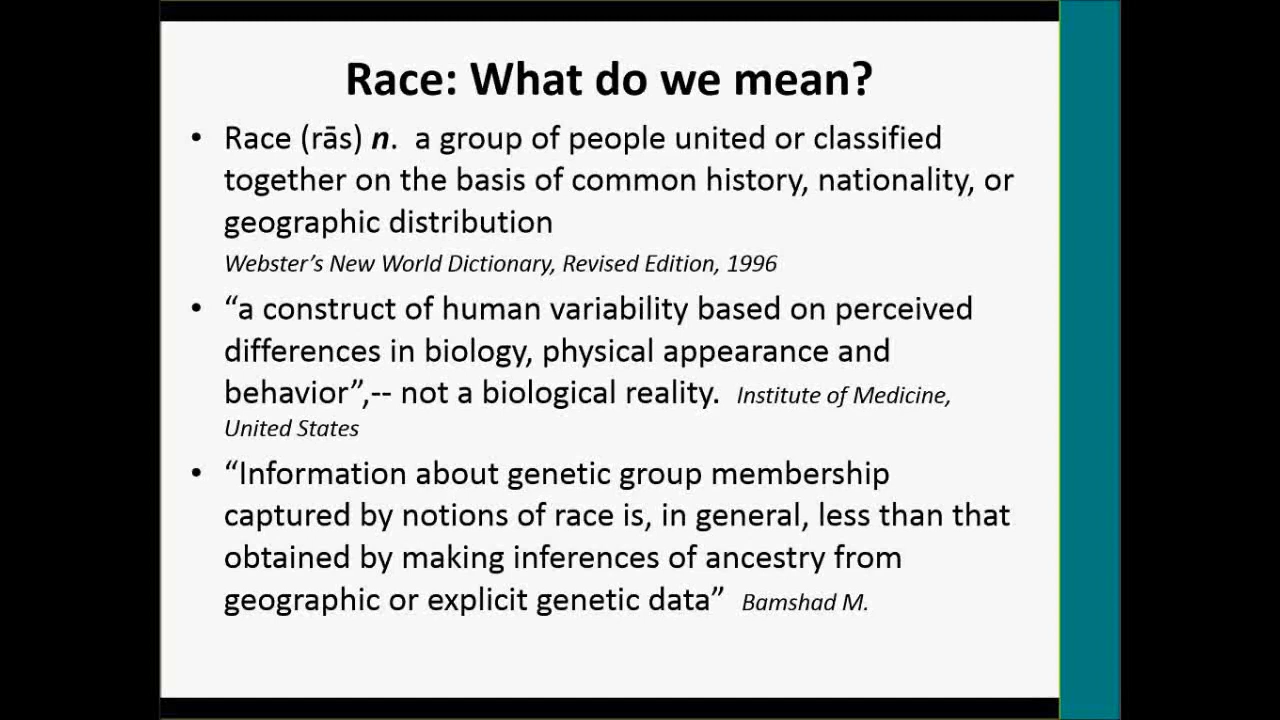 Race: What do we mean?
• Race (rās) n. a group of people united or classified
together on the basis of common history, nationality, or
geographic distribution
Webster’s New World Dictionary, Revised Edition, 1996
• “a construct of human variability based on perceived
differences in biology, physical appearance and
behavior”,-- not a biological reality. Institute of Medicine,
United States
• “Information about genetic group membership
captured by notions of race is, in general, less than that
obtained by making inferences of ancestry from
geographic or explicit genetic data” Bamshad M.